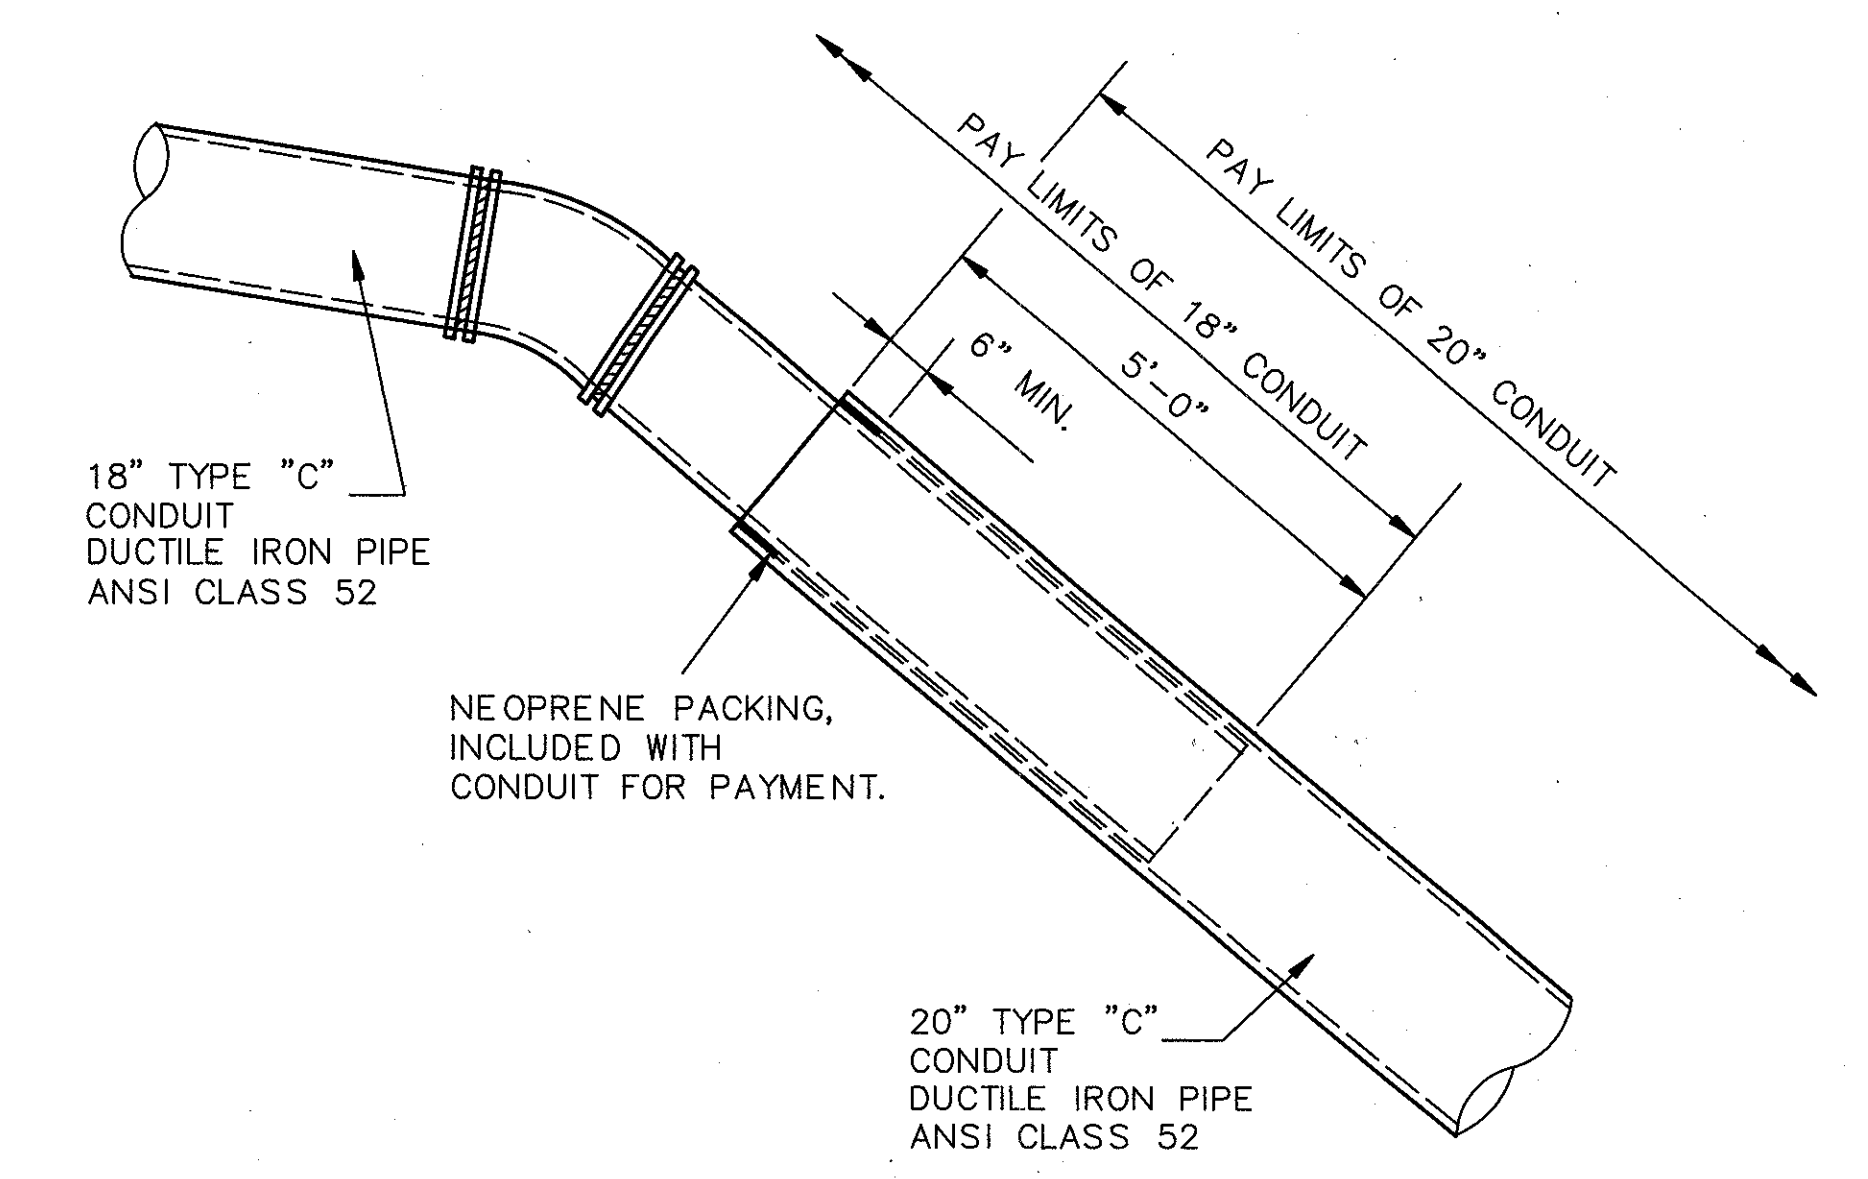 PAY LIMITS OF 20" CONDUIT
PAY LIMITS OF 18" CONDUIT
5'-0"
6" MIN.
18" TYPE "C"
CONDUIT
DUCTILE IRON PIPE
ANSI CLASS 52
NEOPRENE PACKING,
INCLUDED WITH
CONDUIT FOR PAYMENT.
20" TYPE "C"
CONDUIT
DUCTILE IRON PIPE
ANSI CLASS 52